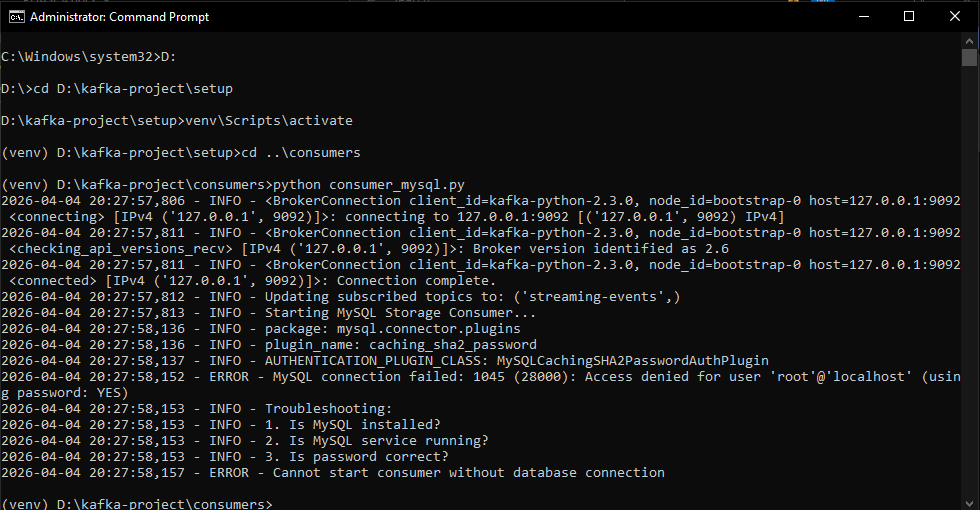 Administrator: Command Prompt
C:\Windows\system32>D:
D:\>cd D:\kafka-project\setup
D:\kafka-project\setup>venv\Scripts\activate
(venv) D:\kafka-project\setup>cd ..\consumers
(venv) D:\kafka-project\consumers>python consumer_mysql.py
2026-04-04 20:27:57,806 - INFO - <BrokerConnection client_id=kafka-python-2.3.0, node_id=bootstrap-0 host=127.0.0.1:9092
<connecting> [IPv4 ('127.0.0.1', 9092)]>: connecting to 127.0.0.1:9092 [('127.0.0.1', 9092) IPv4]
2026-04-04 20:27:57,811 - INFO - <BrokerConnection client_id=kafka-python-2.3.0, node_id=bootstrap-0 host=127.0.0.1:9092
<checking_api_versions_recv> [IPv4 ('127.0.0.1', 9092)]>: Broker version identified as 2.6
2026-04-04 20:27:57,811 - INFO - <BrokerConnection client_id=kafka-python-2.3.0, node_id=bootstrap-0 host=127.0.0.1:9092
<connected> [IPv4 ('127.0.0.1', 9092)]>: Connection complete.
2026-04-04 20:27:57,812 - INFO - Updating subscribed topics to: ('streaming-events',)
2026-04-04 20:27:57,813 - INFO - Starting MySQL Storage Consumer...
2026-04-04 20:27:58,136 - INFO - package: mysql.connector.plugins
2026-04-04 20:27:58,136 - INFO - plugin_name: caching_sha2_password
2026-04-04 20:27:58,137 - INFO - AUTHENTICATION_PLUGIN_CLASS: MySQLCachingSHA2PasswordAuthPlugin
2026-04-04 20:27:58,152 - ERROR - MySQL connection failed: 1045 (28000): Access denied for user 'root'@'localhost' (usin
g password: YES)
2026-04-04 20:27:58,153 - INFO - Troubleshooting:
2026-04-04 20:27:58,153 - INFO - 1. Is MySQL installed?
2026-04-04 20:27:58,153 - INFO - 2. Is MySQL service running?
2026-04-04 20:27:58,153 - INFO - 3. Is password correct?
2026-04-04 20:27:58,157 - ERROR - Cannot start consumer without database connection
(venv) D:\kafka-project\consumers>